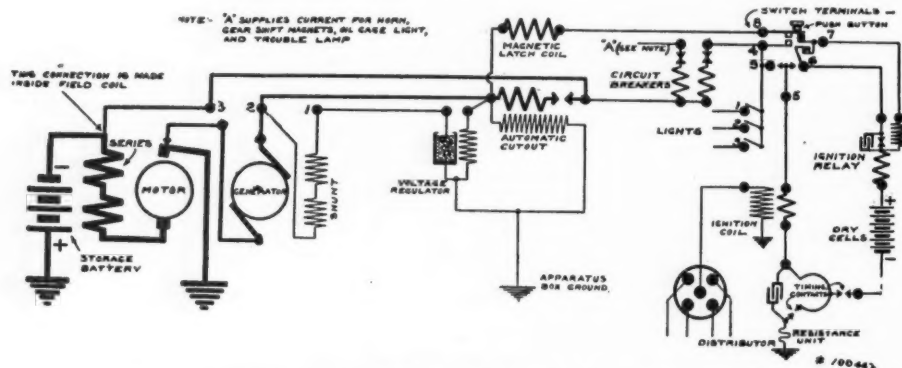 NOTE:- "A" SUPPLIES CURRENT FOR HORN,
GEAR SHIFT MAGNETS, OIL GAGE LIGHT,
AND TROUBLE LAMP
SWITCH TERMINALS
PUSH BUTTON
8
7
MAGNETIC
LATCH COIL
"A" (SEE NOTE)
4
5
6
THIS CONNECTION IS MADE
INSIDE FIELD COIL
CIRCUIT
BREAKERS
5
3
2
1
1
2
3
LIGHTS
SERIES
AUTOMATIC
CUTOUT
IGNITION
RELAY
-
MOTOR
GENERATOR
SHUNT
VOLTAGE
REGULATOR
IGNITION
COIL
+
DRY
CELLS
-
+
STORAGE
BATTERY
APPARATUS
BOX GROUND.
TIMING
CONTACTS
RESISTANCE
UNIT
DISTRIBUTOR